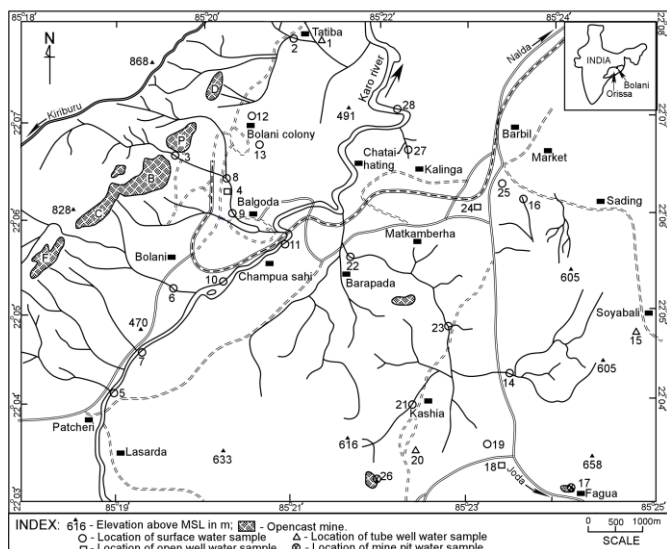 85°18' 85°20' 85°22' 85°24' 22°08'
N
Tatiba
2 1
868
Nalda
INDIA
Bolani
Orissa
Kiriburu
D
Karo river
12
Bolani colony
491
28
22°07' 22°07'
P
3
13
Chatai
hating
27
Barbil
Market
Kalinga
B
8
4
25
Sading
828
C
Balgoda
9
24
16
22°06' 22°06'
Matkamberha
F
Bolani
11
Champua sahi
22
Barapada
605
10
6
22°05' 22°05'
Soyabali
470
23
15
7
14
605
5
22°04' 22°04'
21
Kashia
Patcheri
Lasarda
616
19
633
20
18
658
26
Joda
17
Fagua
22°03' 22°03'
85°19' 85°21' 85°23'
INDEX: 616 - Elevation above MSL in m; - Opencast mine.
- Location of surface water sample - Location of tube well water sample
- Location of open well water sample - Location of mine pit water sample
0 500 1000m
SCALE